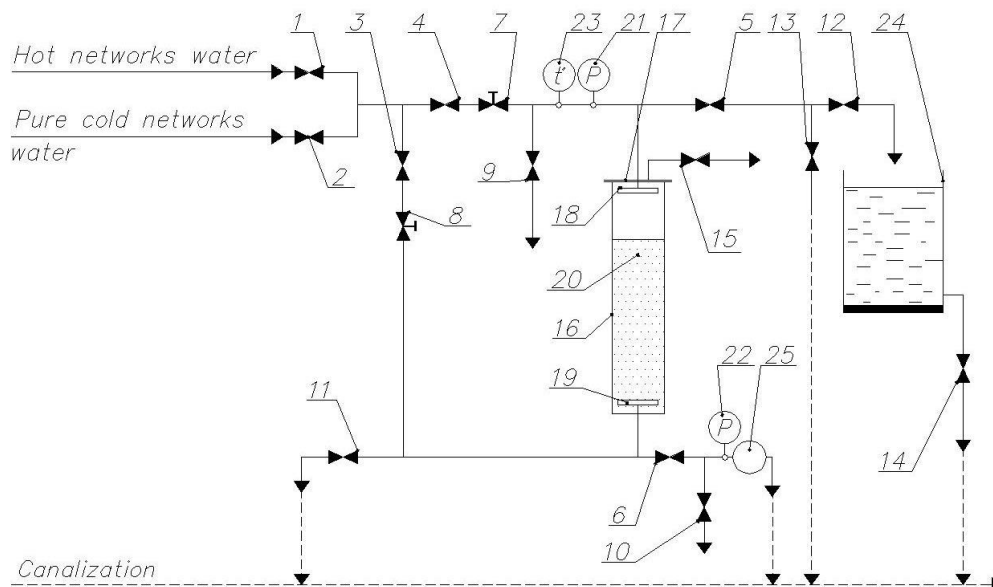 1 3 4 7 23 21 17 5 13 12 24
Hot networks water
t° P
Pure cold networks
water
2 9 18 15
8
20
16
19 22 25
P
11
14
6
10
Canalization